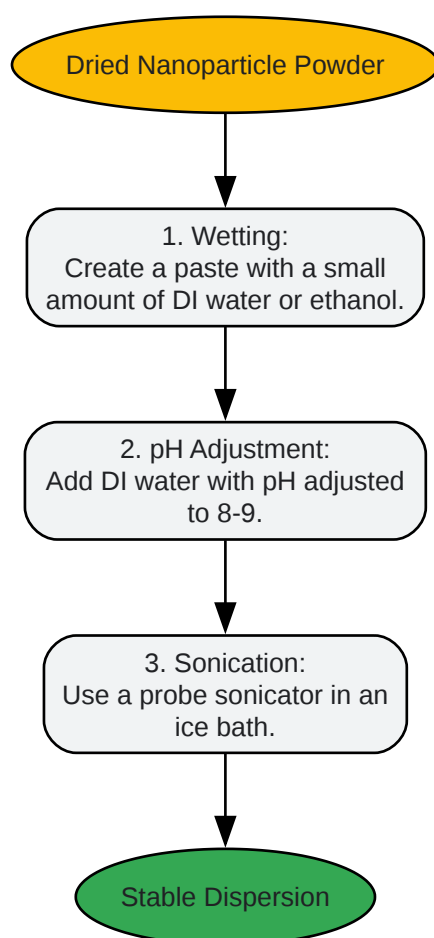 Dried Nanoparticle Powder
1. Wetting:
Create a paste with a small
amount of DI water or ethanol.
2. pH Adjustment:
Add DI water with pH adjusted
to 8-9.
3. Sonication:
Use a probe sonicator in an
ice bath.
Stable Dispersion